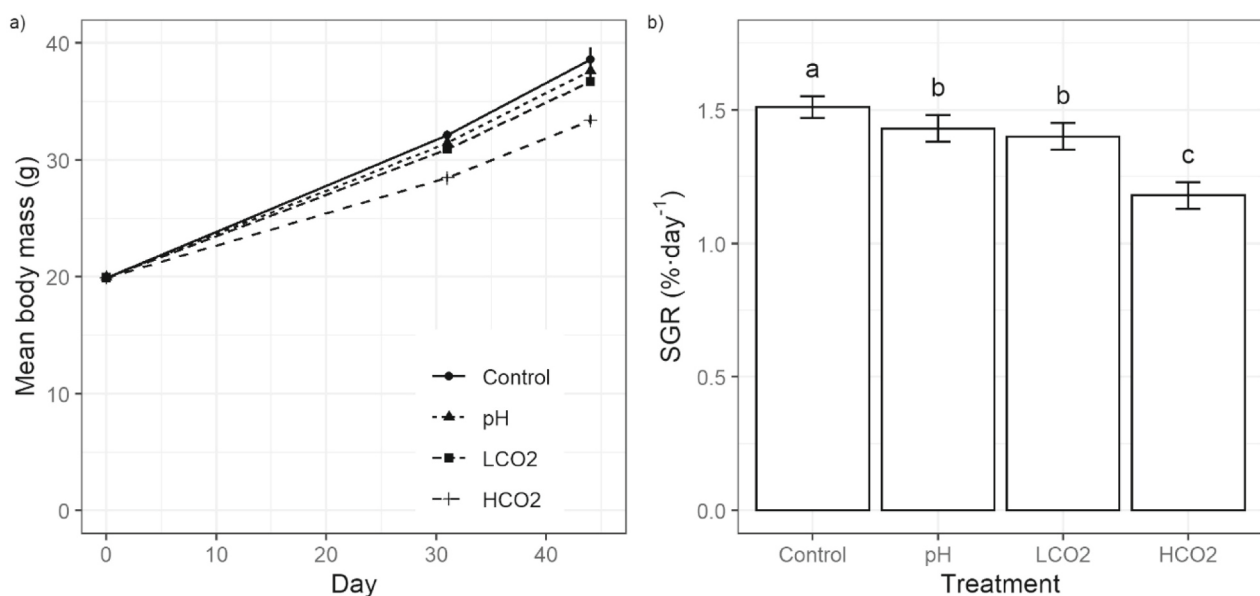 a)
Mean body mass (g)
40
30
20
10
0
Control
pH
LCO2
HCO2
0 10 20 30 40
Day
b)
SGR (%·day⁻¹)
1.5
1.0
0.5
0.0
a
b
b
c
Control pH LCO2 HCO2
Treatment